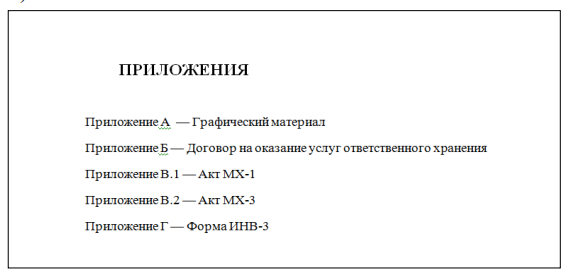 ПРИЛОЖЕНИЯ
Приложение А — Графический материал
Приложение Б — Договор на оказание услуг ответственного хранения
Приложение В.1 — Акт МХ-1
Приложение В.2 — Акт МХ-3
Приложение Г — Форма ИНВ-3